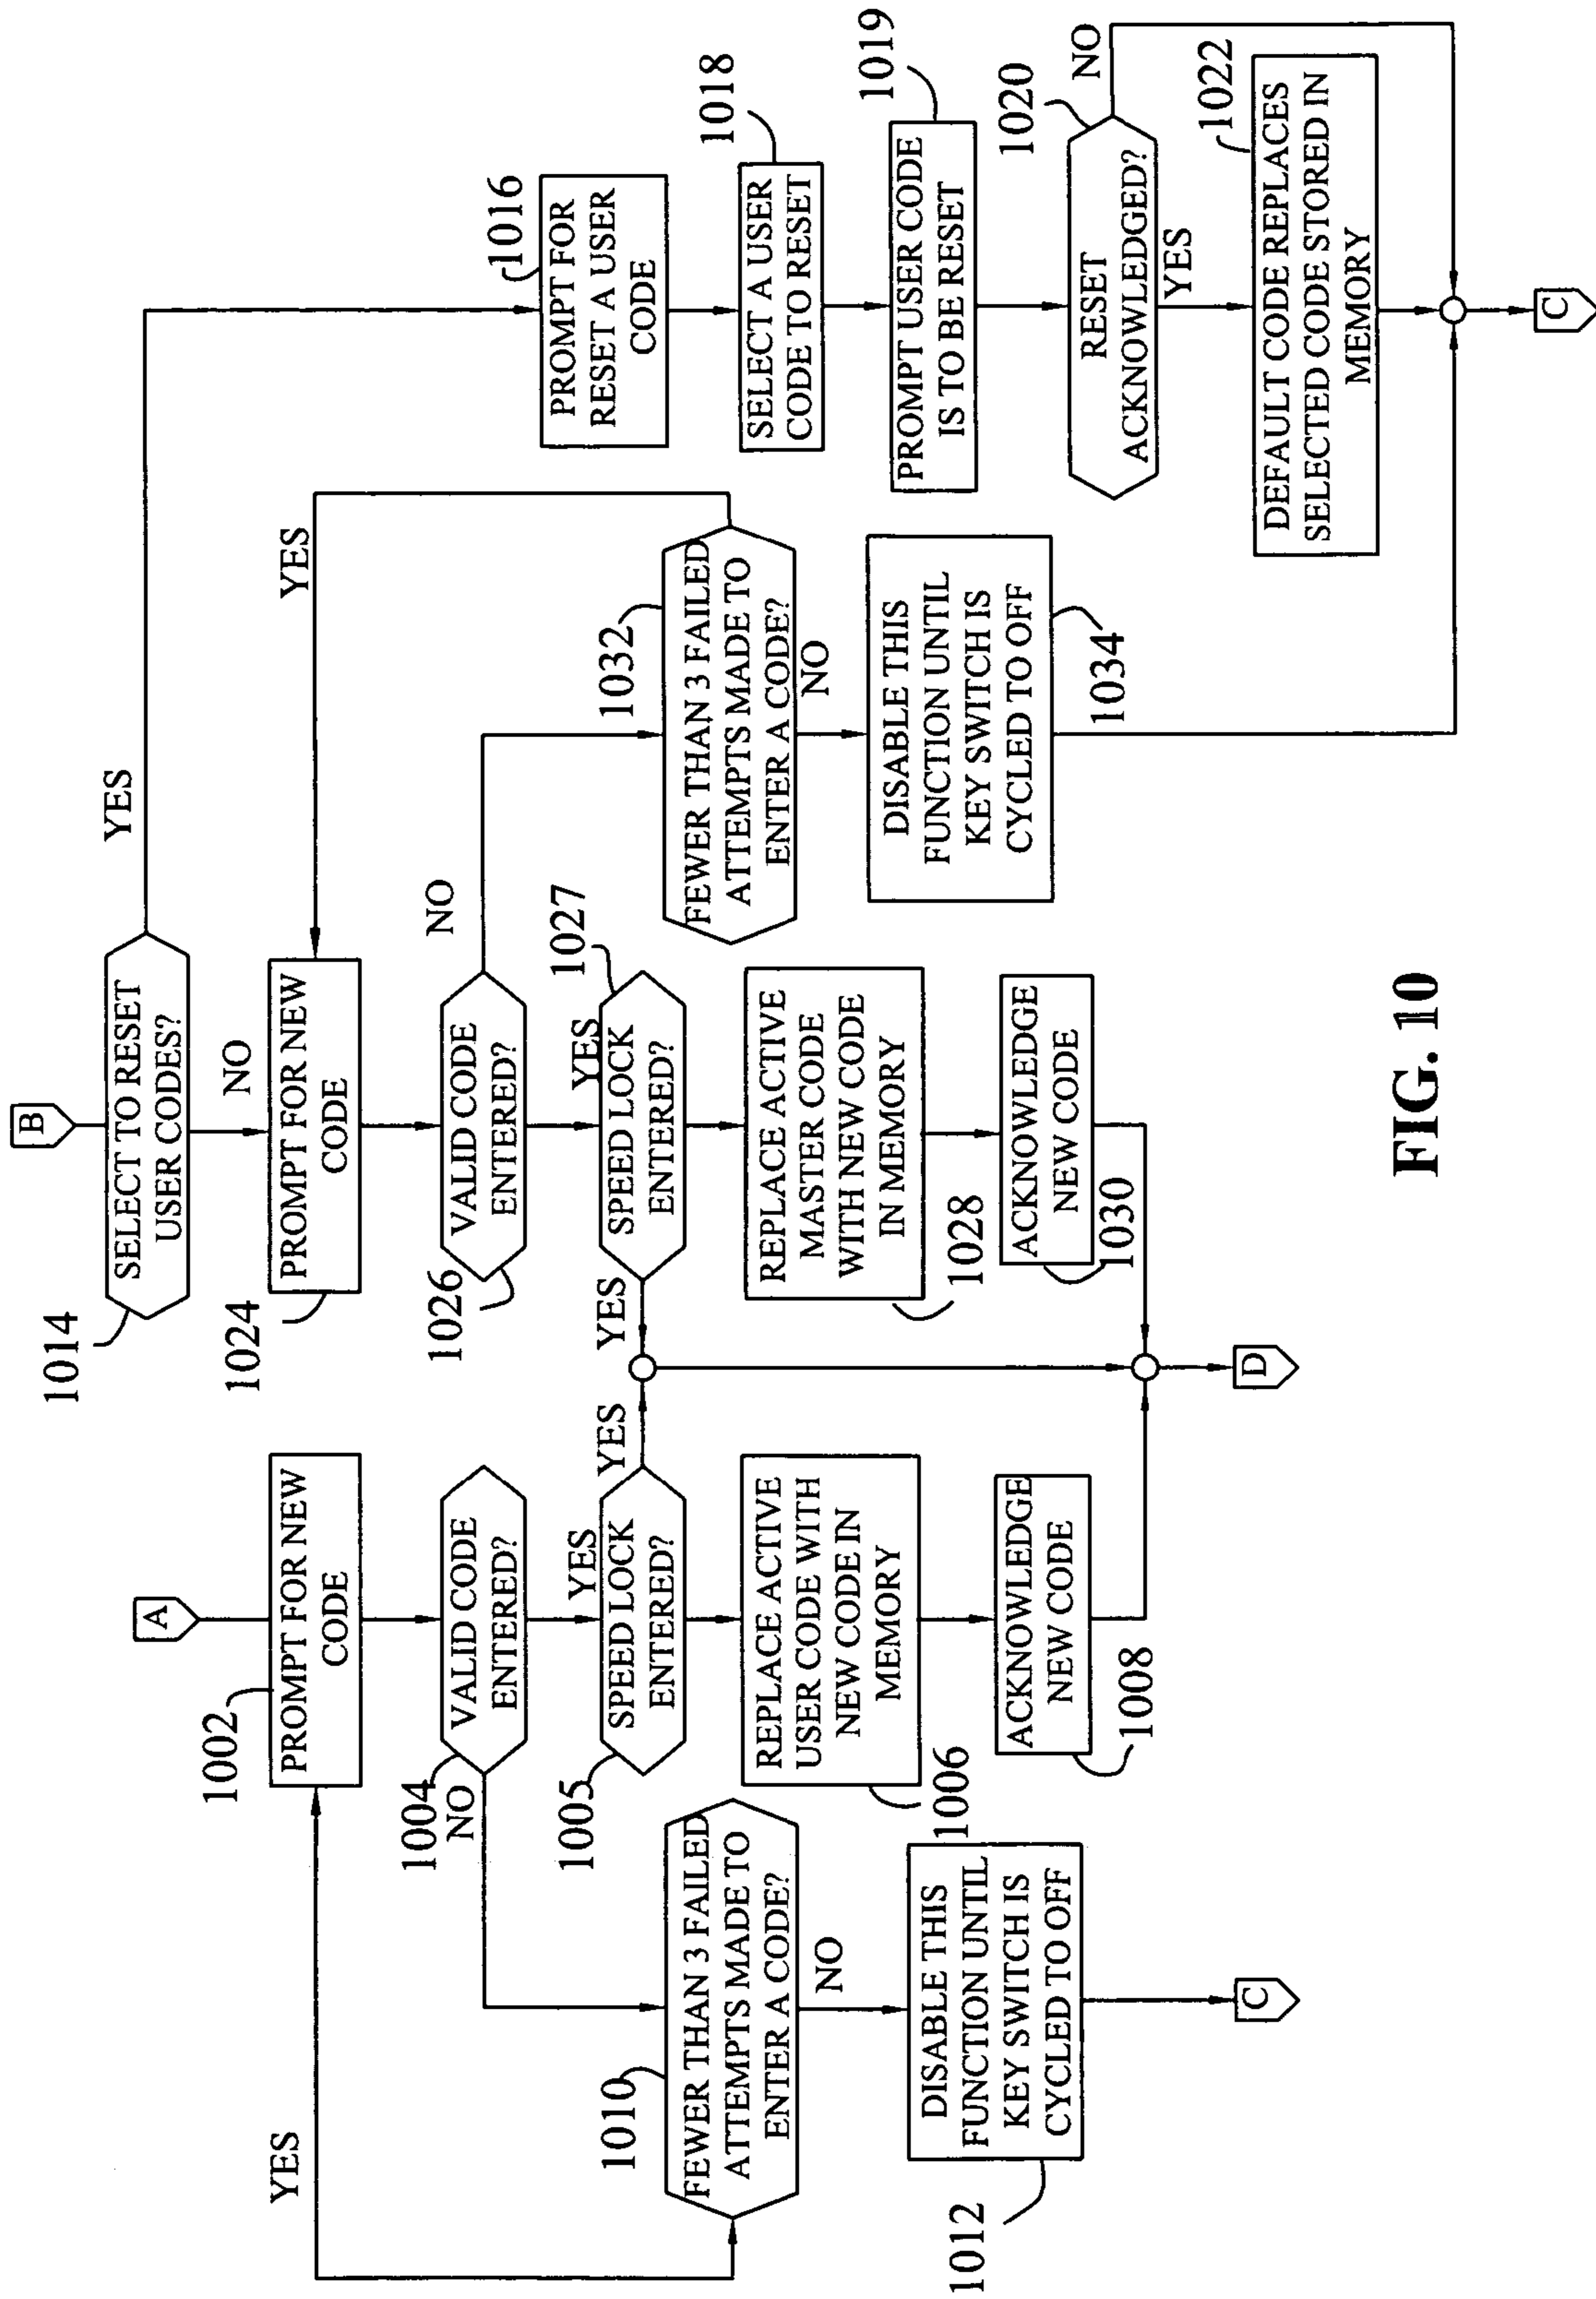 B
1014
SELECT TO RESET
USER CODES?
YES
NO
A
1002
PROMPT FOR NEW
CODE
YES
1024
PROMPT FOR NEW
CODE
YES
1004
NO
VALID CODE
ENTERED?
YES
1026
VALID CODE
ENTERED?
NO
YES
1016
PROMPT FOR
RESET A USER
CODE
1005
SPEED LOCK
ENTERED?
YES
YES
SPEED LOCK
ENTERED?
1027
1010
FEWER THAN 3 FAILED
ATTEMPTS MADE TO
ENTER A CODE?
NO
REPLACE ACTIVE
USER CODE WITH
NEW CODE IN
MEMORY
1006
REPLACE ACTIVE
MASTER CODE
WITH NEW CODE
IN MEMORY
1028
1032
FEWER THAN 3 FAILED
ATTEMPTS MADE TO
ENTER A CODE?
NO
1018
SELECT A USER
CODE TO RESET
1019
PROMPT USER CODE
IS TO BE RESET
DISABLE THIS
FUNCTION UNTIL
KEY SWITCH IS
CYCLED TO OFF
1012
ACKNOWLEDGE
NEW CODE
1008
ACKNOWLEDGE
NEW CODE
1030
DISABLE THIS
FUNCTION UNTIL
KEY SWITCH IS
CYCLED TO OFF
1034
1020
RESET
ACKNOWLEDGED?
NO
YES
1022
DEFAULT CODE REPLACES
SELECTED CODE STORED IN
MEMORY
C
D
C
FIG. 10